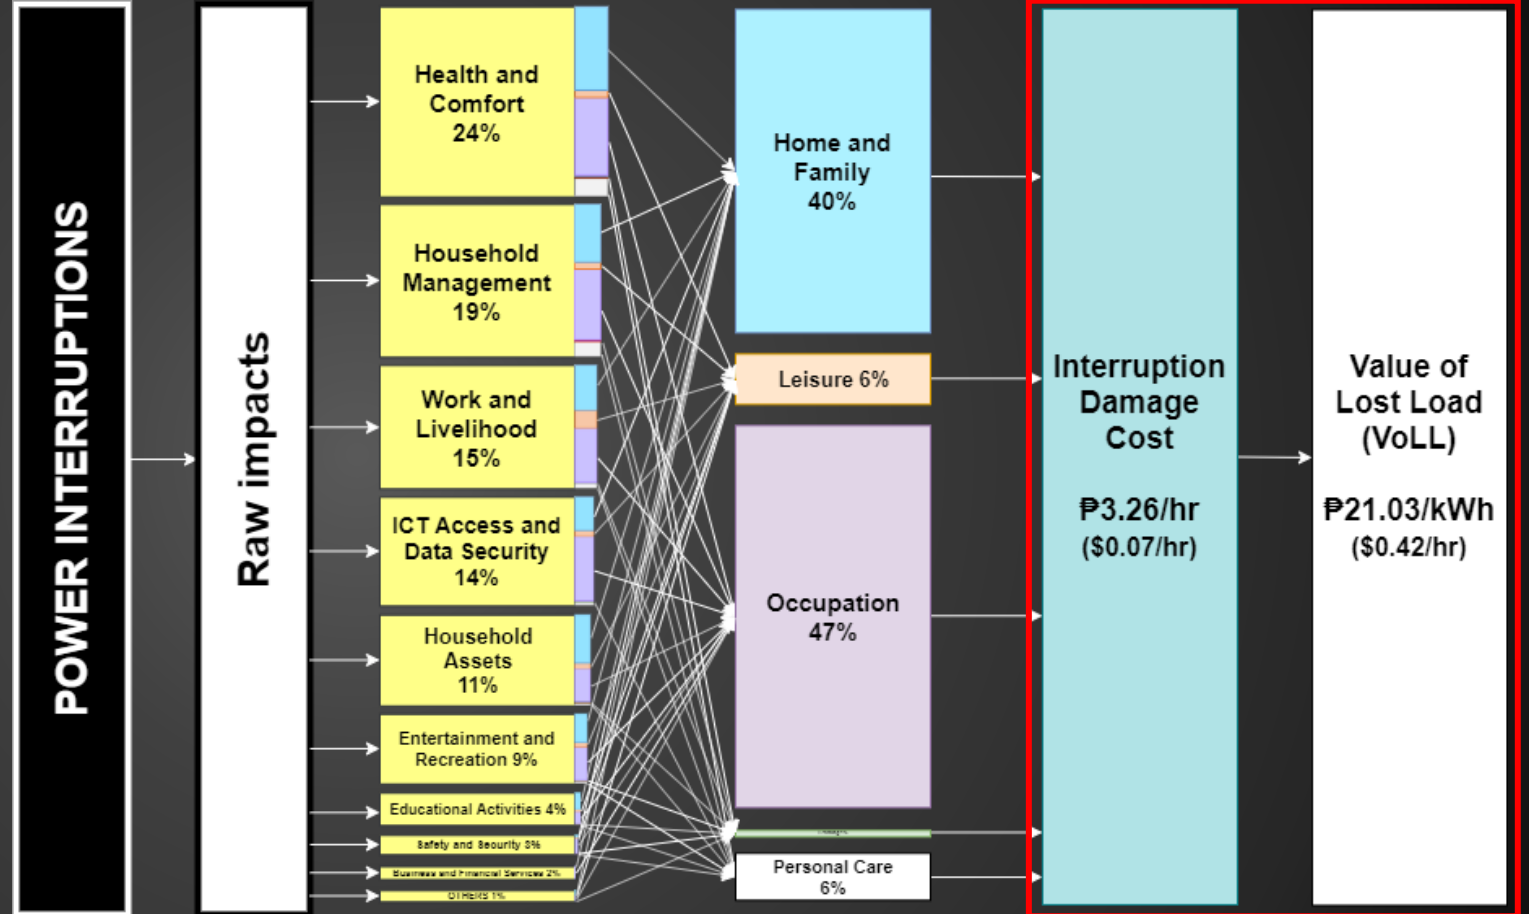 POWER INTERRUPTIONS
Raw impacts
Health and
Comfort
24%
Household
Management
19%
Work and
Livelihood
15%
ICT Access and
Data Security
14%
Household
Assets
11%
Entertainment and
Recreation 9%
Educational Activities 4%
Safety and Security 3%
Business and Financial Services 2%
OTHERS 1%
Home and
Family
40%
Leisure 6%
Occupation
47%
Personal Care
6%
Interruption
Damage
Cost
₱3.26/hr
($0.07/hr)
Value of
Lost Load
(VoLL)
₱21.03/kWh
($0.42/hr)